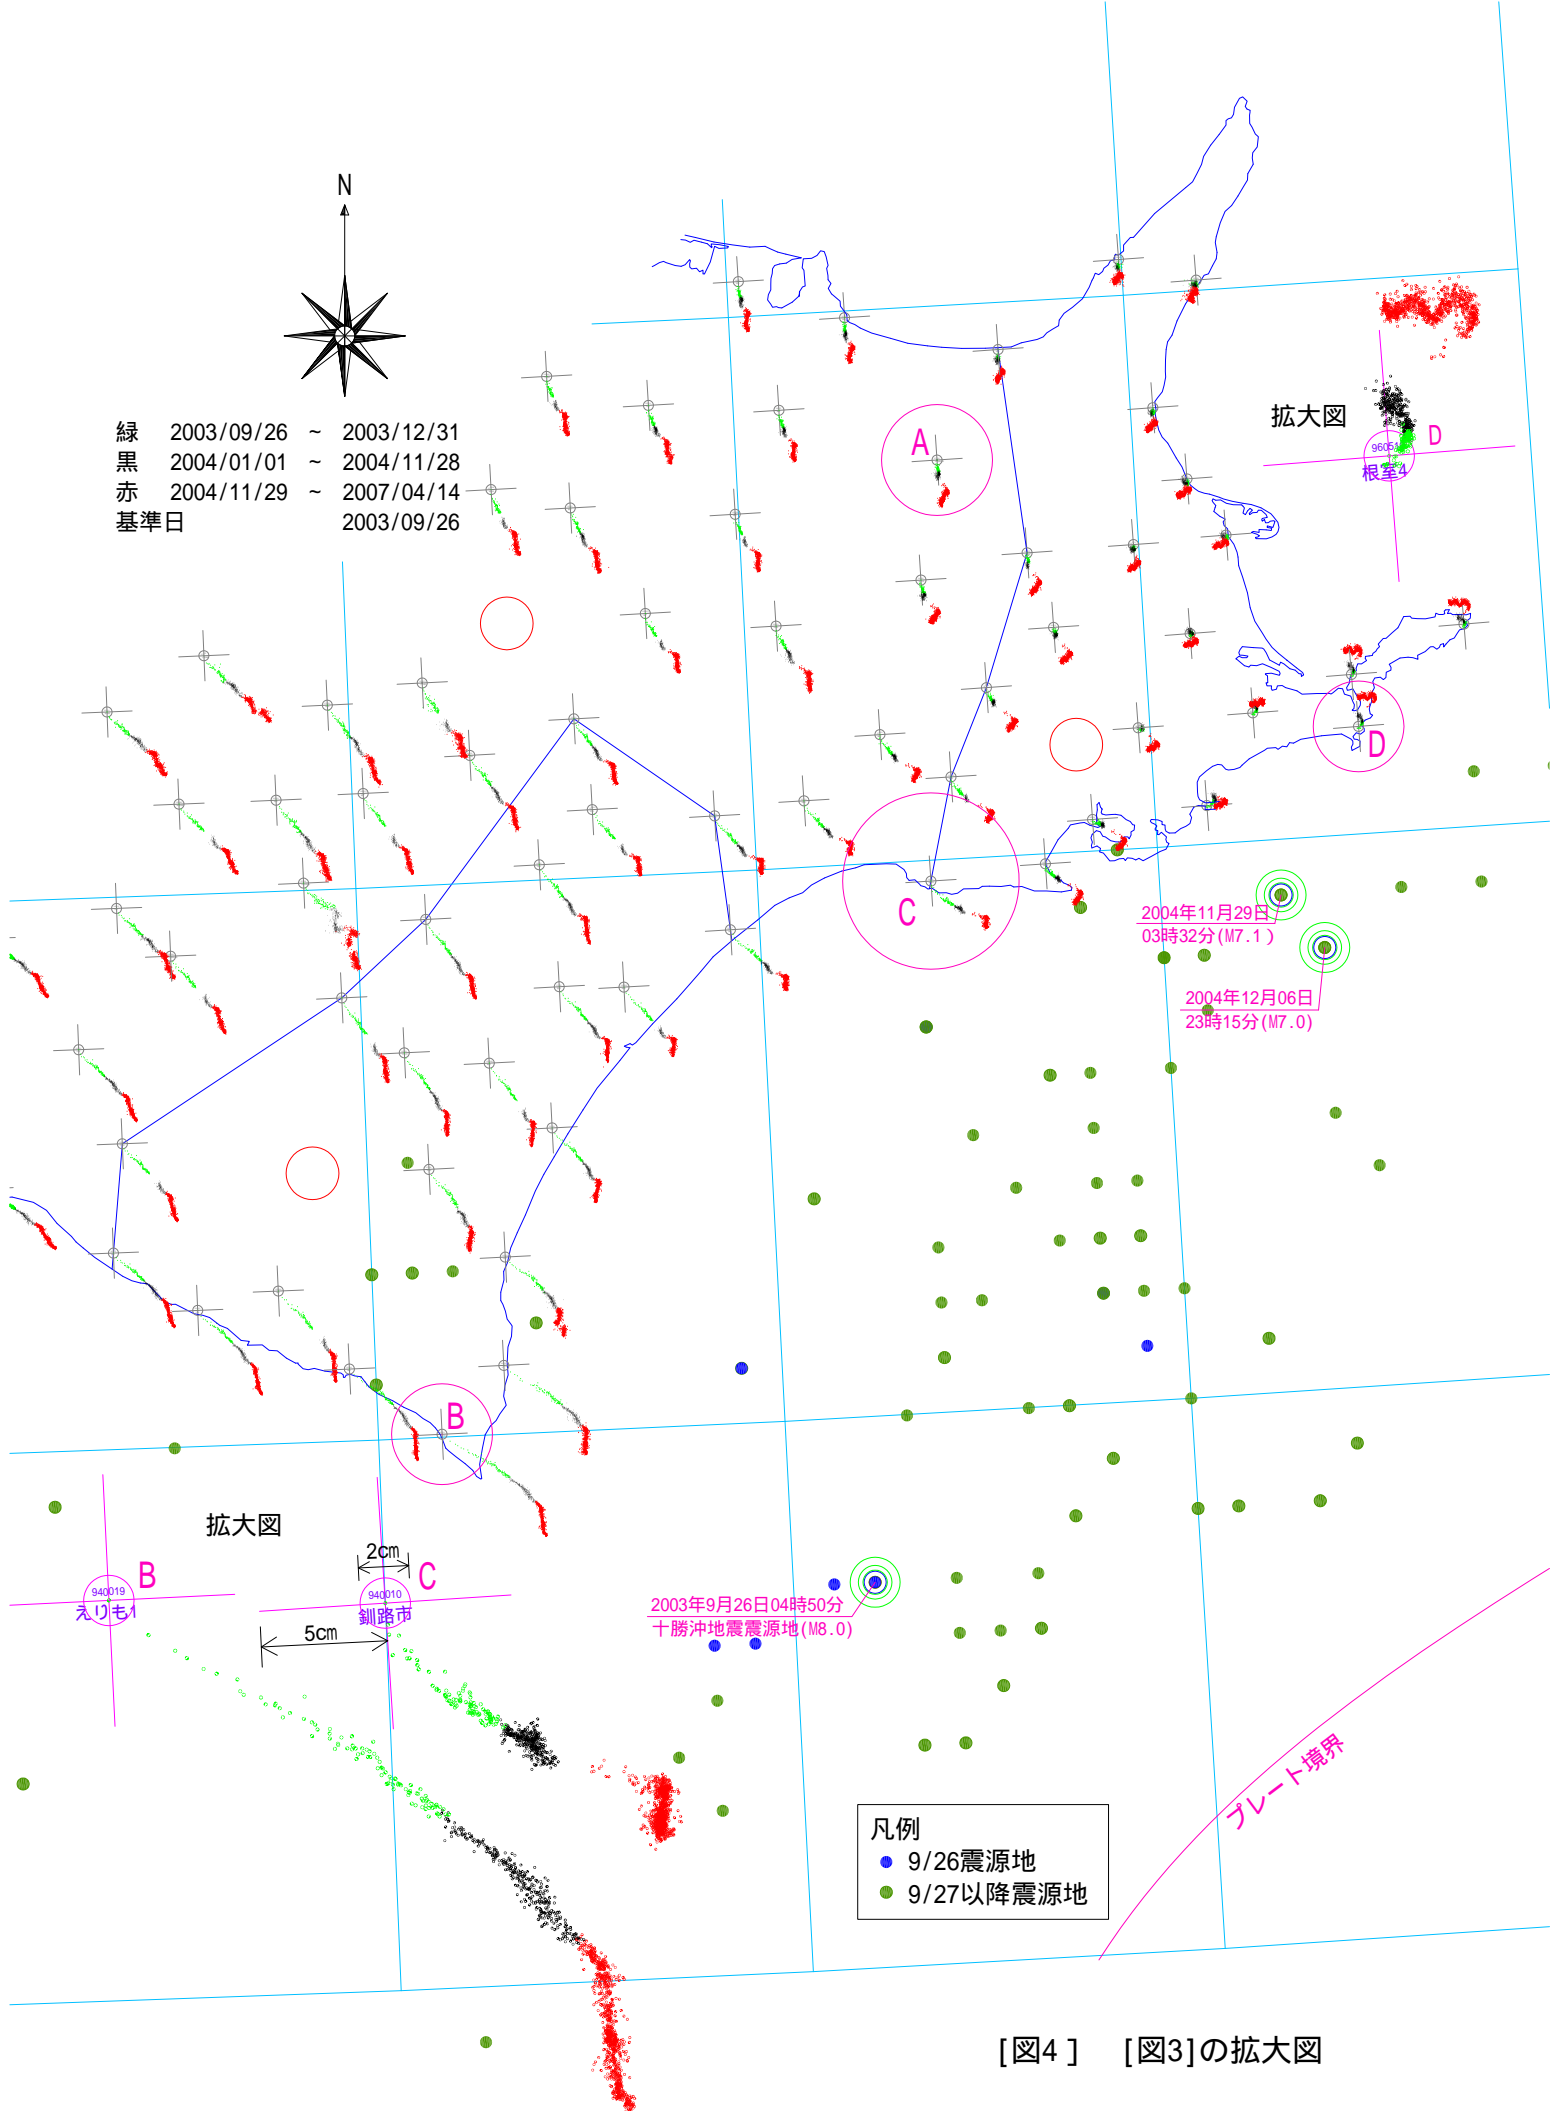 N
緑 2003/09/26 ~ 2003/12/31
黒 2004/01/01 ~ 2004/11/28
赤 2004/11/29 ~ 2007/04/14
基準日 2003/09/26
A
拡大図
D
96051
根室4
D
C
2004年11月29日
03時32分(M7.1)
2004年12月06日
23時15分(M7.0)
B
拡大図
B
940019
えりも1
2cm
C
940010
釧路市
5cm
2003年9月26日04時50分
十勝沖地震震源地(M8.0)
プレート境界
凡例
9/26震源地
9/27以降震源地
[図4] [図3]の拡大図